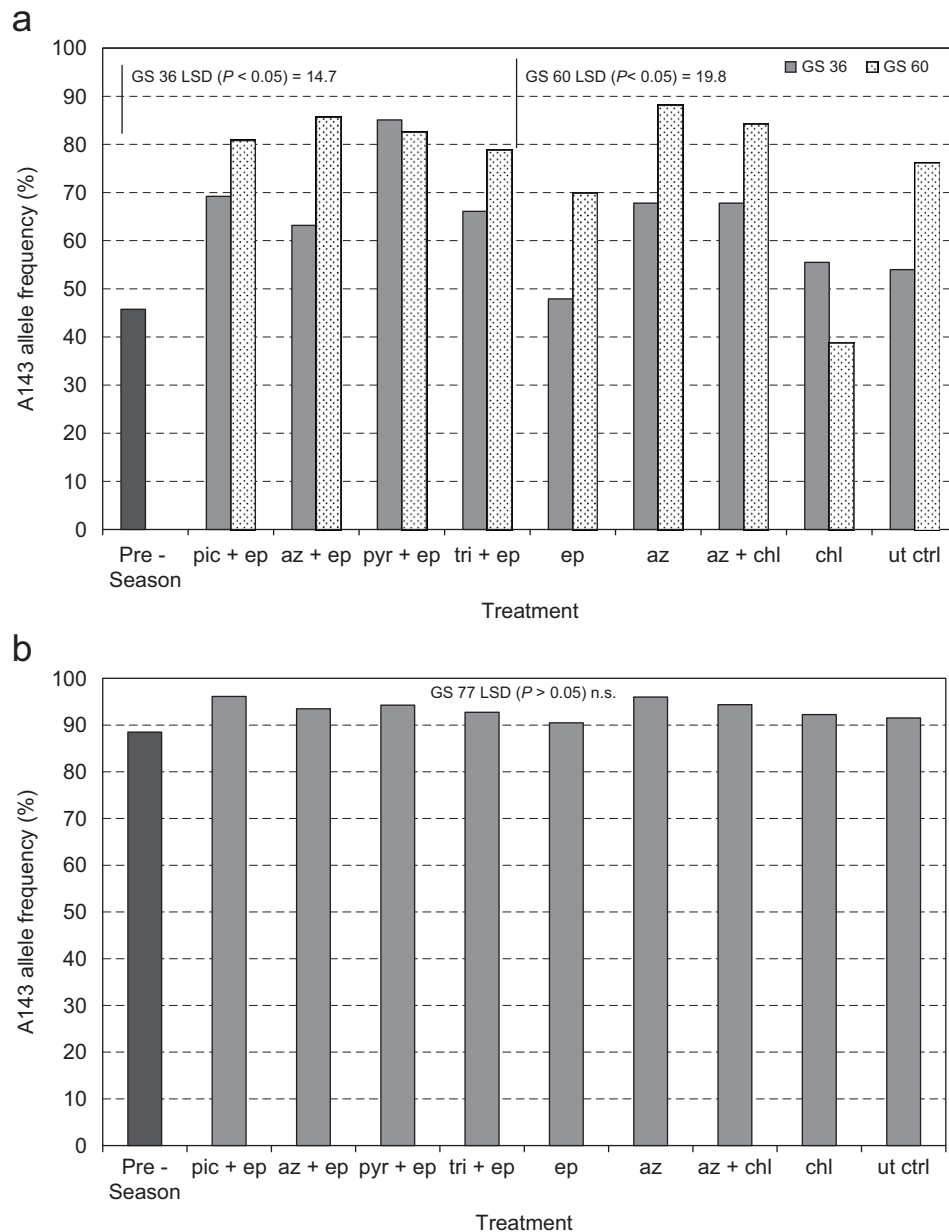 a
GS 36 LSD (P < 0.05) = 14.7
GS 60 LSD (P< 0.05) = 19.8
GS 36
GS 60
100
90
80
70
60
50
40
30
20
10
0
A143 allele frequency (%)
Pre - Season
pic + ep
az + ep
pyr + ep
tri + ep
ep
az
az + chl
chl
ut ctrl
Treatment
b
GS 77 LSD (P > 0.05) n.s.
100
90
80
70
60
50
40
30
20
10
0
A143 allele frequency (%)
Pre - Season
pic + ep
az + ep
pyr + ep
tri + ep
ep
az
az + chl
chl
ut ctrl
Treatment